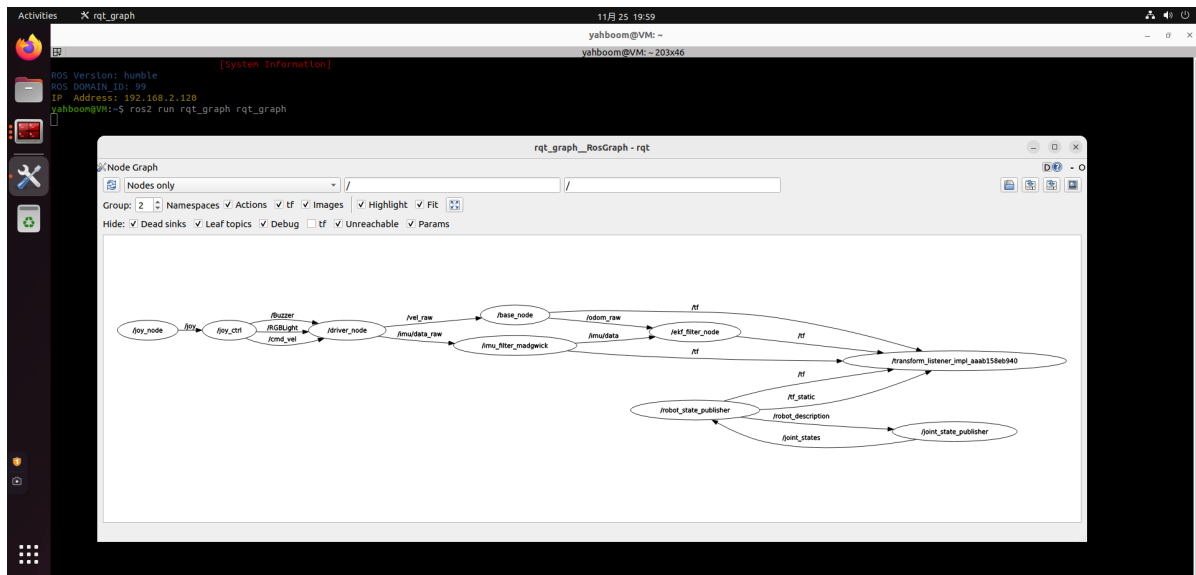 Activities rqt_graph 11月 25 19:59
yahboom@VM: ~
yahboom@VM: ~ 203x46
[System Information]
ROS Version: humble
ROS DOMAIN_ID: 99
IP Address: 192.168.2.120
yahboom@VM:~$ ros2 run rqt_graph rqt_graph
rqt_graph__RosGraph - rqt
Node Graph D - O
Nodes only / /
Group: 2 Namespaces Actions tf Images Highlight Fit
Hide: Dead sinks Leaf topics Debug tf Unreachable Params
/joy_node
/joy
/joy_ctrl
/Buzzer
/RGBLight
/cmd_vel
/driver_node
/vel_raw
/imu/data_raw
/base_node
/imu_filter_madgwick
/tf
/odom_raw
/imu/data
/tf
/ekf_filter_node
/tf
/transform_listener_impl_aaab158eb940
/tf
/tf_static
/robot_state_publisher
/robot_description
/joint_states
/joint_state_publisher